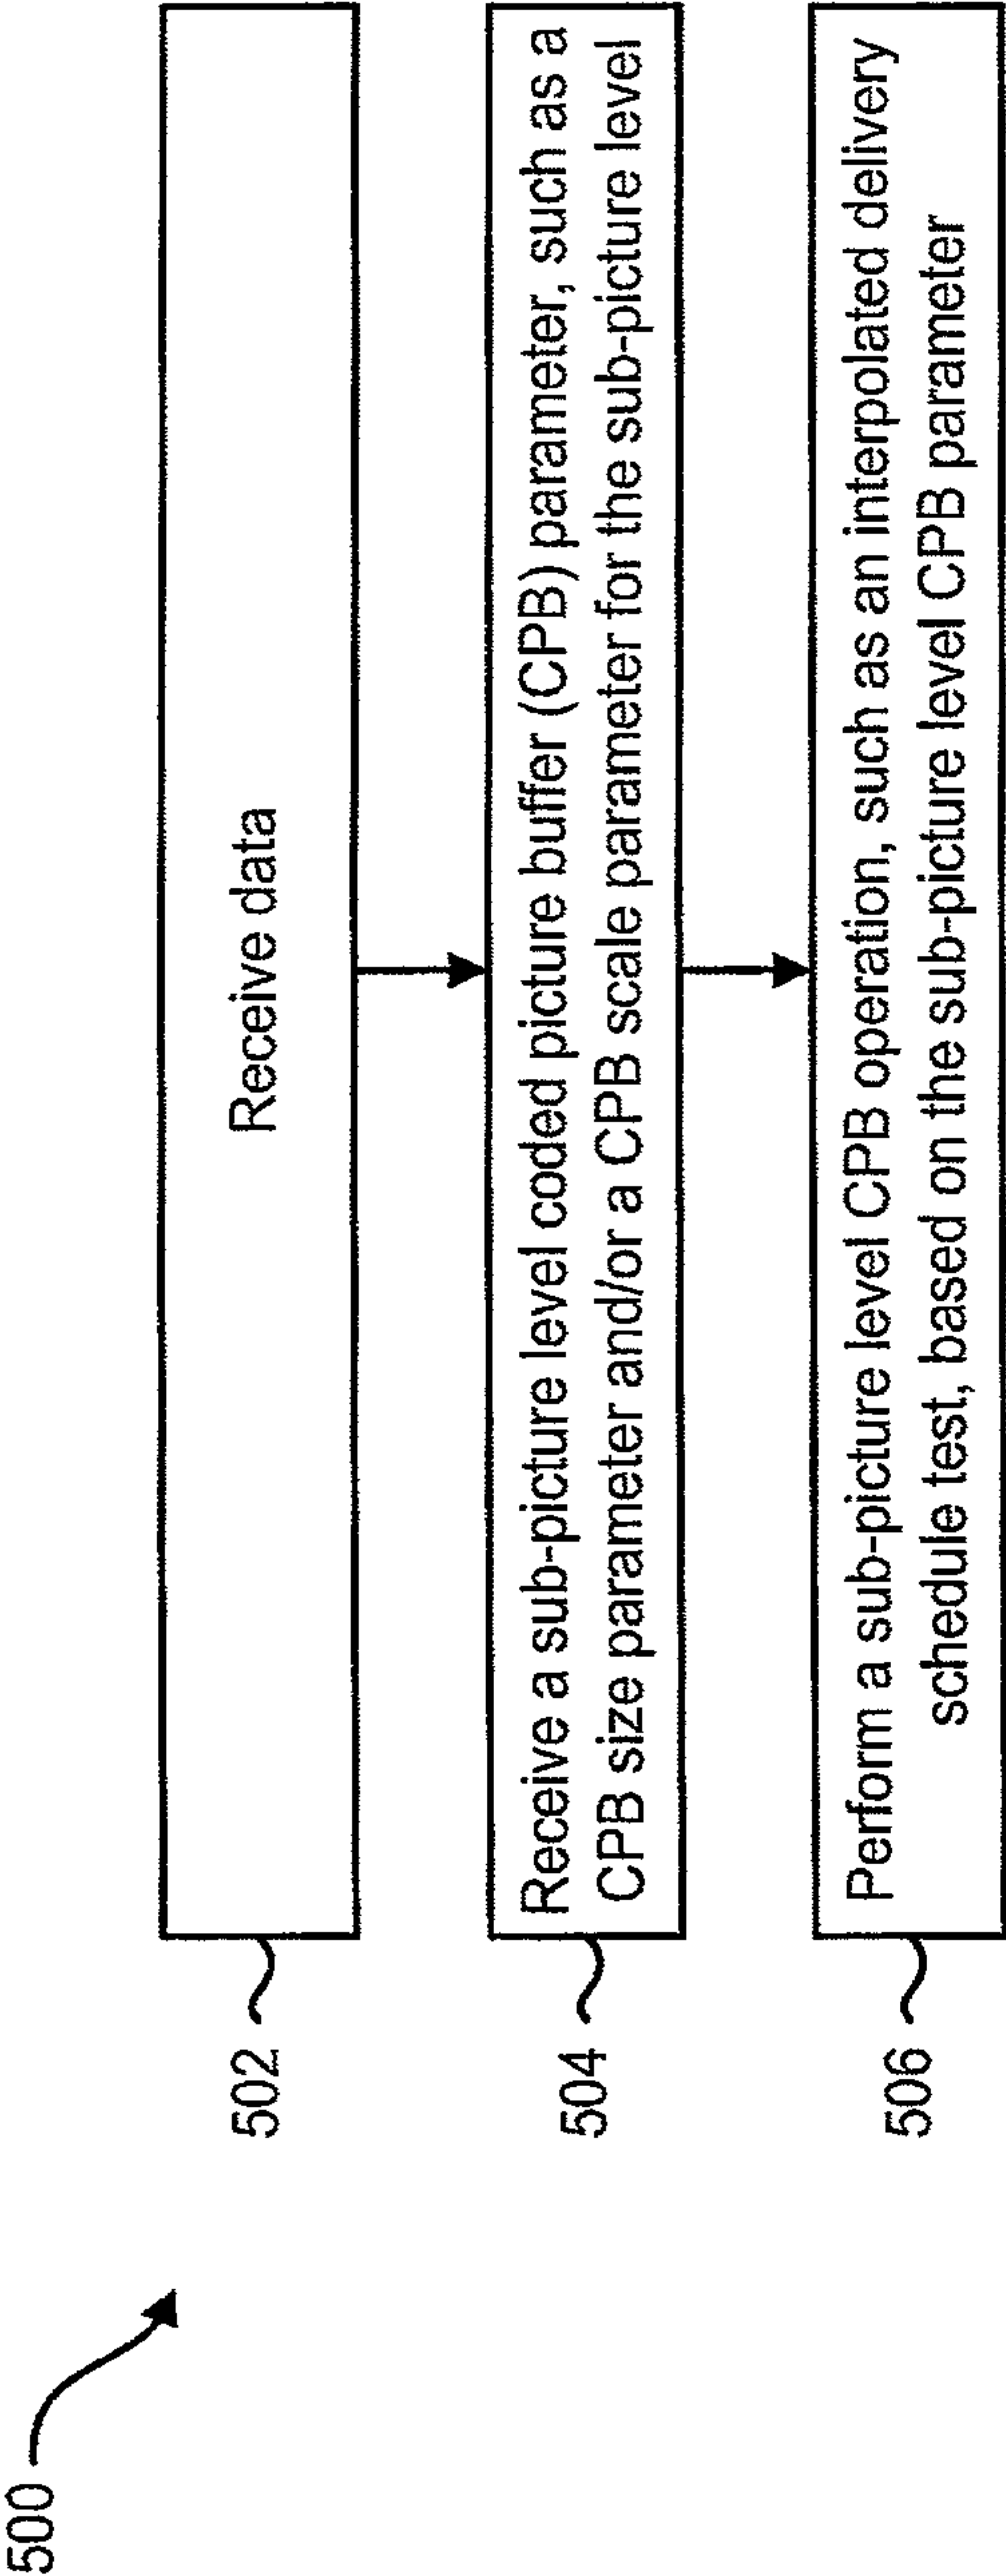 500
502
Receive data
504
Receive a sub-picture level coded picture buffer (CPB) parameter, such as a
CPB size parameter and/or a CPB scale parameter for the sub-picture level
506
Perform a sub-picture level CPB operation, such as an interpolated delivery
schedule test, based on the sub-picture level CPB parameter